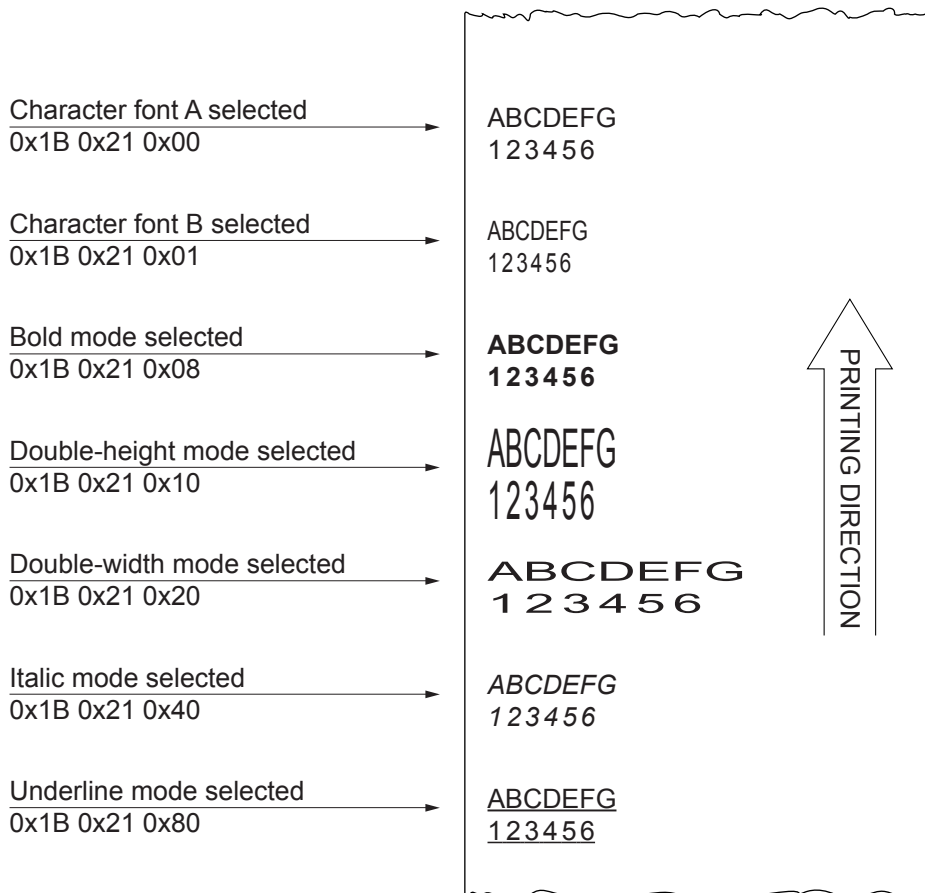 Character font A selected
0x1B 0x21 0x00
ABCDEFG
123456
Character font B selected
0x1B 0x21 0x01
ABCDEFG
123456
Bold mode selected
0x1B 0x21 0x08
ABCDEFG
123456
Double-height mode selected
0x1B 0x21 0x10
ABCDEFG
123456
Double-width mode selected
0x1B 0x21 0x20
ABCDEFG
123456
Italic mode selected
0x1B 0x21 0x40
ABCDEFG
123456
Underline mode selected
0x1B 0x21 0x80
ABCDEFG
123456
PRINTING DIRECTION